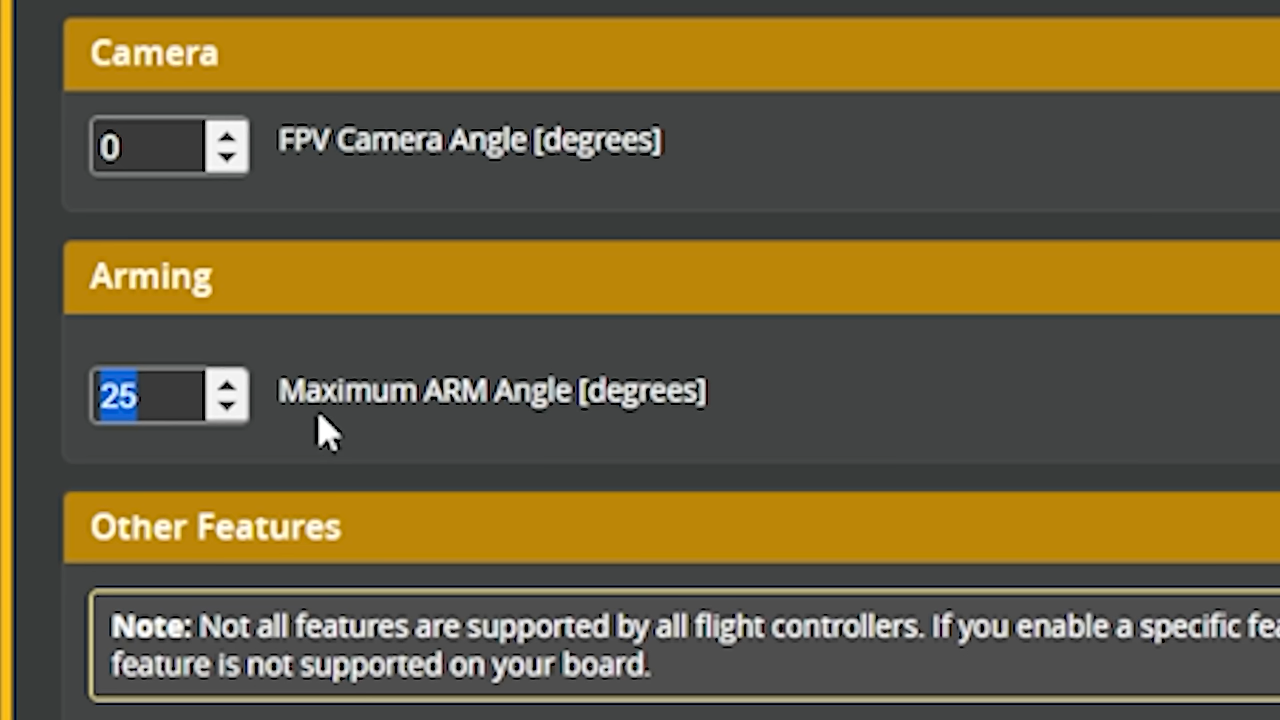 Camera
0
FPV Camera Angle [degrees]
Arming
25
Maximum ARM Angle [degrees]
Other Features
Note: Not all features are supported by all flight controllers. If you enable a specific
feature is not supported on your board.